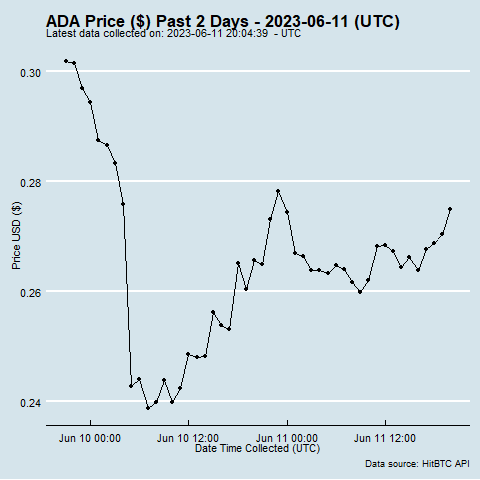 ADA Price ($) Past 2 Days - 2023-06-11 (UTC)
Latest data collected on: 2023-06-11 20:04:39 - UTC
0.30
0.28
0.26
0.24
Price USD ($)
Jun 10 00:00 Jun 10 12:00 Jun 11 00:00 Jun 11 12:00
Date Time Collected (UTC)
Data source: HitBTC API